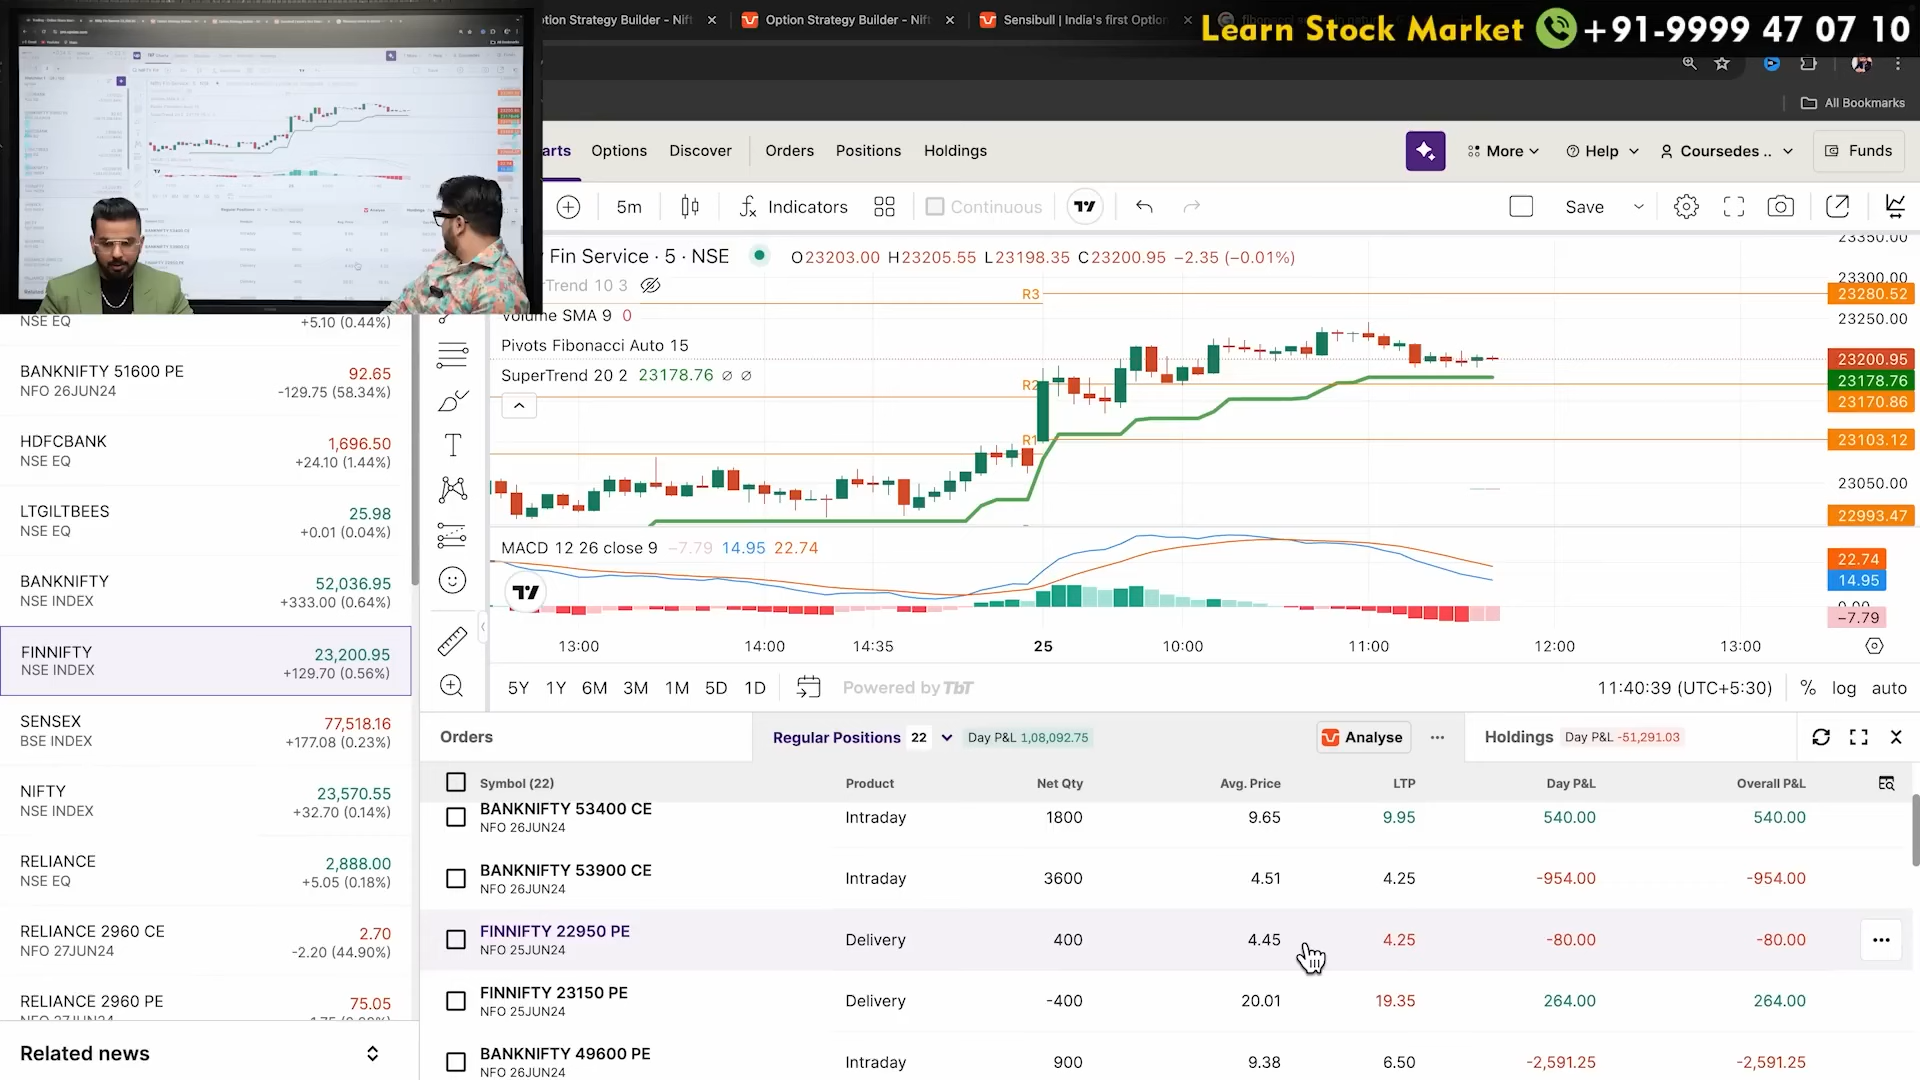 Option Strategy Builder - Nift
Option Strategy Builder - Nift
Sensibull | India's first Option
Learn Stock Market +91-9999 47 07 10
All Bookmarks
arts
Options
Discover
Orders
Positions
Holdings
More
Help
Coursedes ..
Funds
5m
Indicators
Continuous
Save
Fin Service · 5 · NSE
O23203.00 H23205.55 L23198.35 C23200.95 −2.35 (−0.01%)
Trend 10 3
Volume SMA 9 0
Pivots Fibonacci Auto 15
SuperTrend 20 2 23178.76 ∅ ∅
R3
R2
R1
23350.00
23300.00
23280.52
23250.00
23200.95
23178.76
23170.86
23103.12
23050.00
22993.47
MACD 12 26 close 9 −7.79 14.95 22.74
22.74
14.95
0.00
−7.79
13:00
14:00
14:35
25
10:00
11:00
12:00
13:00
5Y 1Y 6M 3M 1M 5D 1D
Powered by TbT
11:40:39 (UTC+5:30)
% log auto
NSE EQ
+5.10 (0.44%)
BANKNIFTY 51600 PE
92.65
NFO 26JUN24
-129.75 (58.34%)
HDFCBANK
1,696.50
NSE EQ
+24.10 (1.44%)
LTGILTBEES
25.98
NSE EQ
+0.01 (0.04%)
BANKNIFTY
52,036.95
NSE INDEX
+333.00 (0.64%)
FINNIFTY
23,200.95
NSE INDEX
+129.70 (0.56%)
SENSEX
77,518.16
BSE INDEX
+177.08 (0.23%)
NIFTY
23,570.55
NSE INDEX
+32.70 (0.14%)
RELIANCE
2,888.00
NSE EQ
+5.05 (0.18%)
RELIANCE 2960 CE
2.70
NFO 27JUN24
-2.20 (44.90%)
RELIANCE 2960 PE
75.05
NFO 27JUN24
Related news
Orders
Regular Positions 22
Day P&L 1,08,092.75
Analyse
Holdings
Day P&L -51,291.03
Symbol (22) Product Net Qty Avg. Price LTP Day P&L Overall P&L
BANKNIFTY 53400 CE
NFO 26JUN24
Intraday 1800 9.65 9.95 540.00 540.00
BANKNIFTY 53900 CE
NFO 26JUN24
Intraday 3600 4.51 4.25 -954.00 -954.00
FINNIFTY 22950 PE
NFO 25JUN24
Delivery 400 4.45 4.25 -80.00 -80.00
FINNIFTY 23150 PE
NFO 25JUN24
Delivery -400 20.01 19.35 264.00 264.00
BANKNIFTY 49600 PE
NFO 26JUN24
Intraday 900 9.38 6.50 -2,591.25 -2,591.25